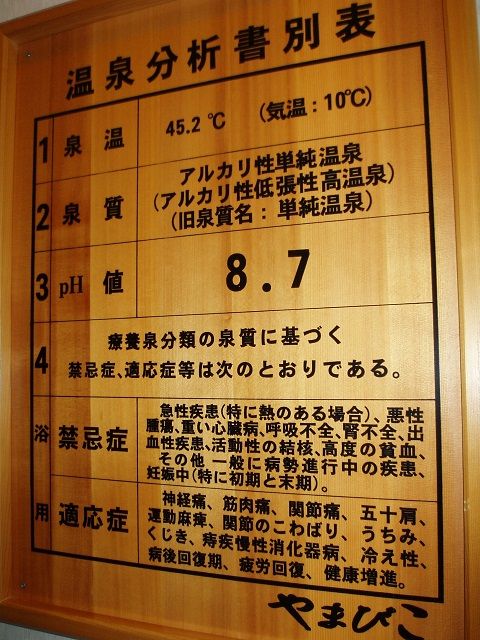 温泉分析書別表
1 泉温 45.2℃ (気温:10℃)
2 泉質 アルカリ性単純温泉
(アルカリ性低張性高温泉)
(旧泉質名:単純温泉)
3 pH値 8.7
4 療養泉分類の泉質に基づく
禁忌症、適応症等は次のとおりである。
浴用
禁忌症
急性疾患(特に熱のある場合)、悪性
腫瘍、重い心臓病、呼吸不全、腎不全、出
血性疾患、活動性の結核、高度の貧血、
その他 一般に病勢進行中の疾患、
妊娠中(特に初期と末期)。
適応症
神経痛、筋肉痛、関節痛、五十肩、
運動麻痺、関節のこわばり、うちみ、
くじき、痔疾慢性消化器病、冷え性、
病後回復期、疲労回復、健康増進。
やまびこ